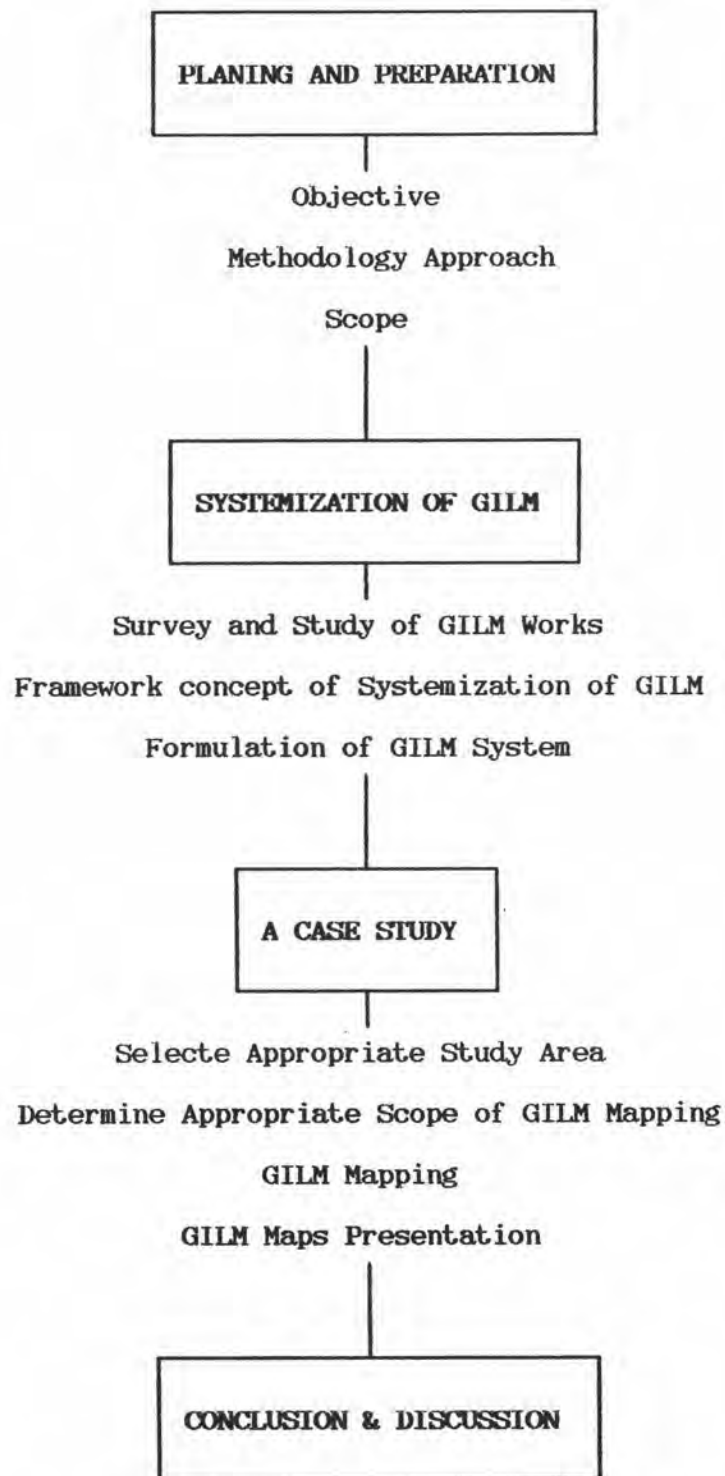 PLANING AND PREPARATION
Objective
Methodology Approach
Scope
SYSTEMIZATION OF GILM
Survey and Study of GILM Works
Framework concept of Systemization of GILM
Formulation of GILM System
A CASE STUDY
Selecte Appropriate Study Area
Determine Appropriate Scope of GILM Mapping
GILM Mapping
GILM Maps Presentation
CONCLUSION & DISCUSSION